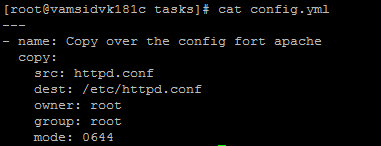 [root@vamsidvk181c tasks]# cat config.yml
---
- name: Copy over the config fort apache
  copy:
    src: httpd.conf
    dest: /etc/httpd.conf
    owner: root
    group: root
    mode: 0644